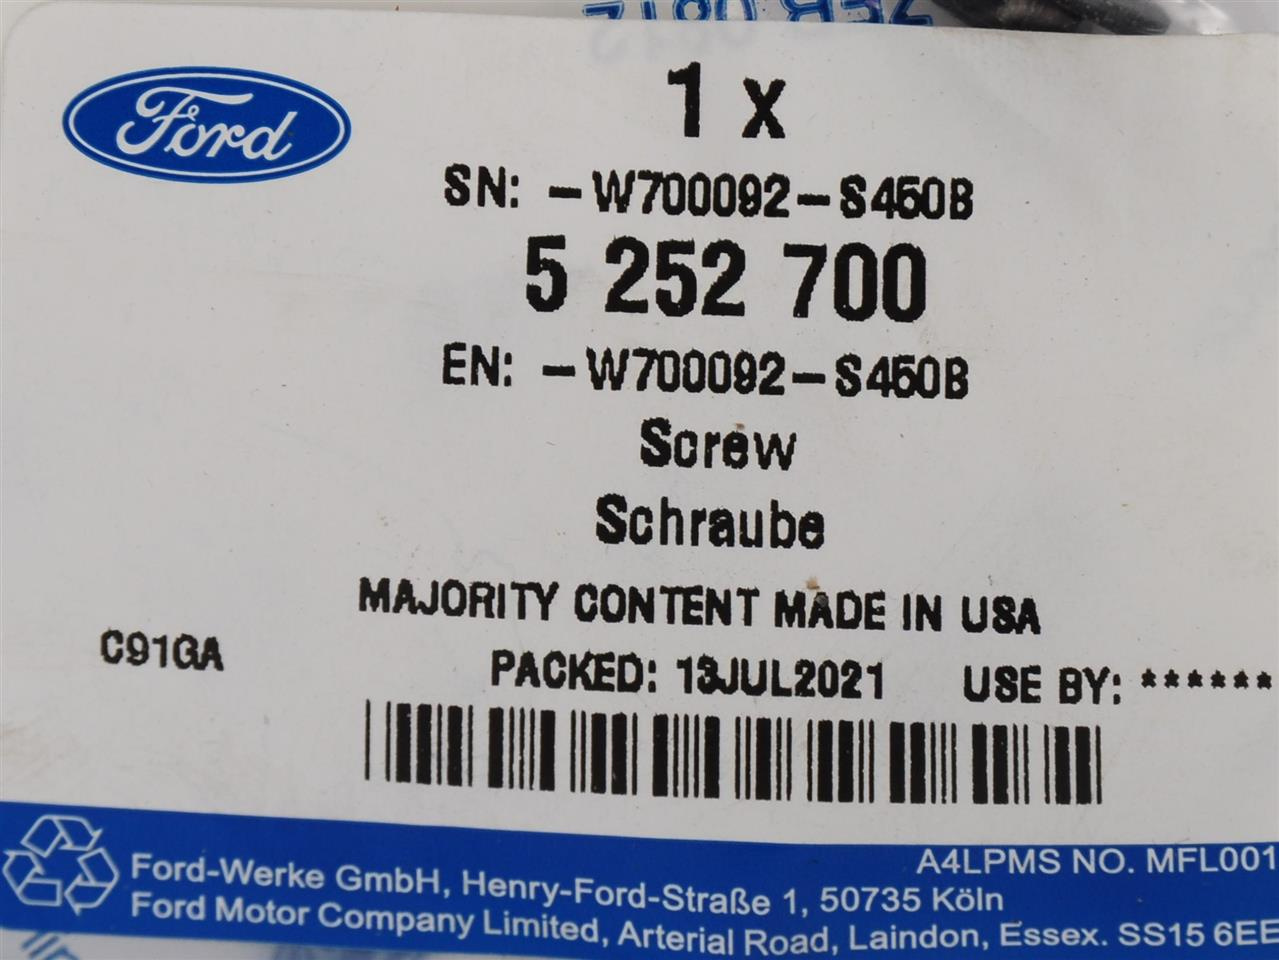 Ford
1 x
SN: -W700092-S450B
5 252 700
EN: -W700092-S450B
Screw
Schraube
MAJORITY CONTENT MADE IN USA
C91GA
PACKED: 13JUL2021 USE BY: ******
A4LPMS NO. MFL001
Ford-Werke GmbH, Henry-Ford-Straße 1, 50735 Köln
Ford Motor Company Limited, Arterial Road, Laindon, Essex. SS15 6EE